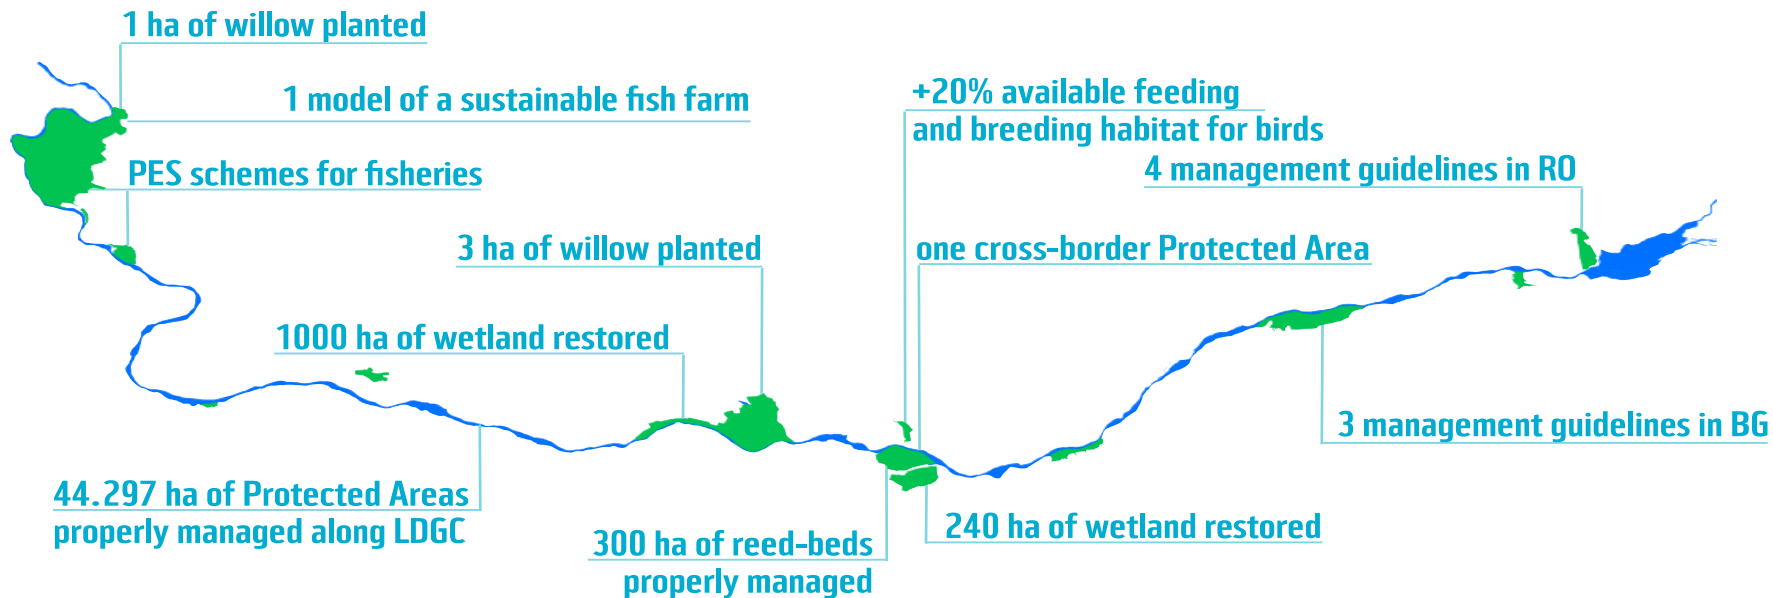 1 ha of willow planted
1 model of a sustainable fish farm
PES schemes for fisheries
3 ha of willow planted
1000 ha of wetland restored
+20% available feeding
and breeding habitat for birds
4 management guidelines in RO
one cross-border Protected Area
3 management guidelines in BG
44.297 ha of Protected Areas
properly managed along LDGC
300 ha of reed-beds
properly managed
240 ha of wetland restored